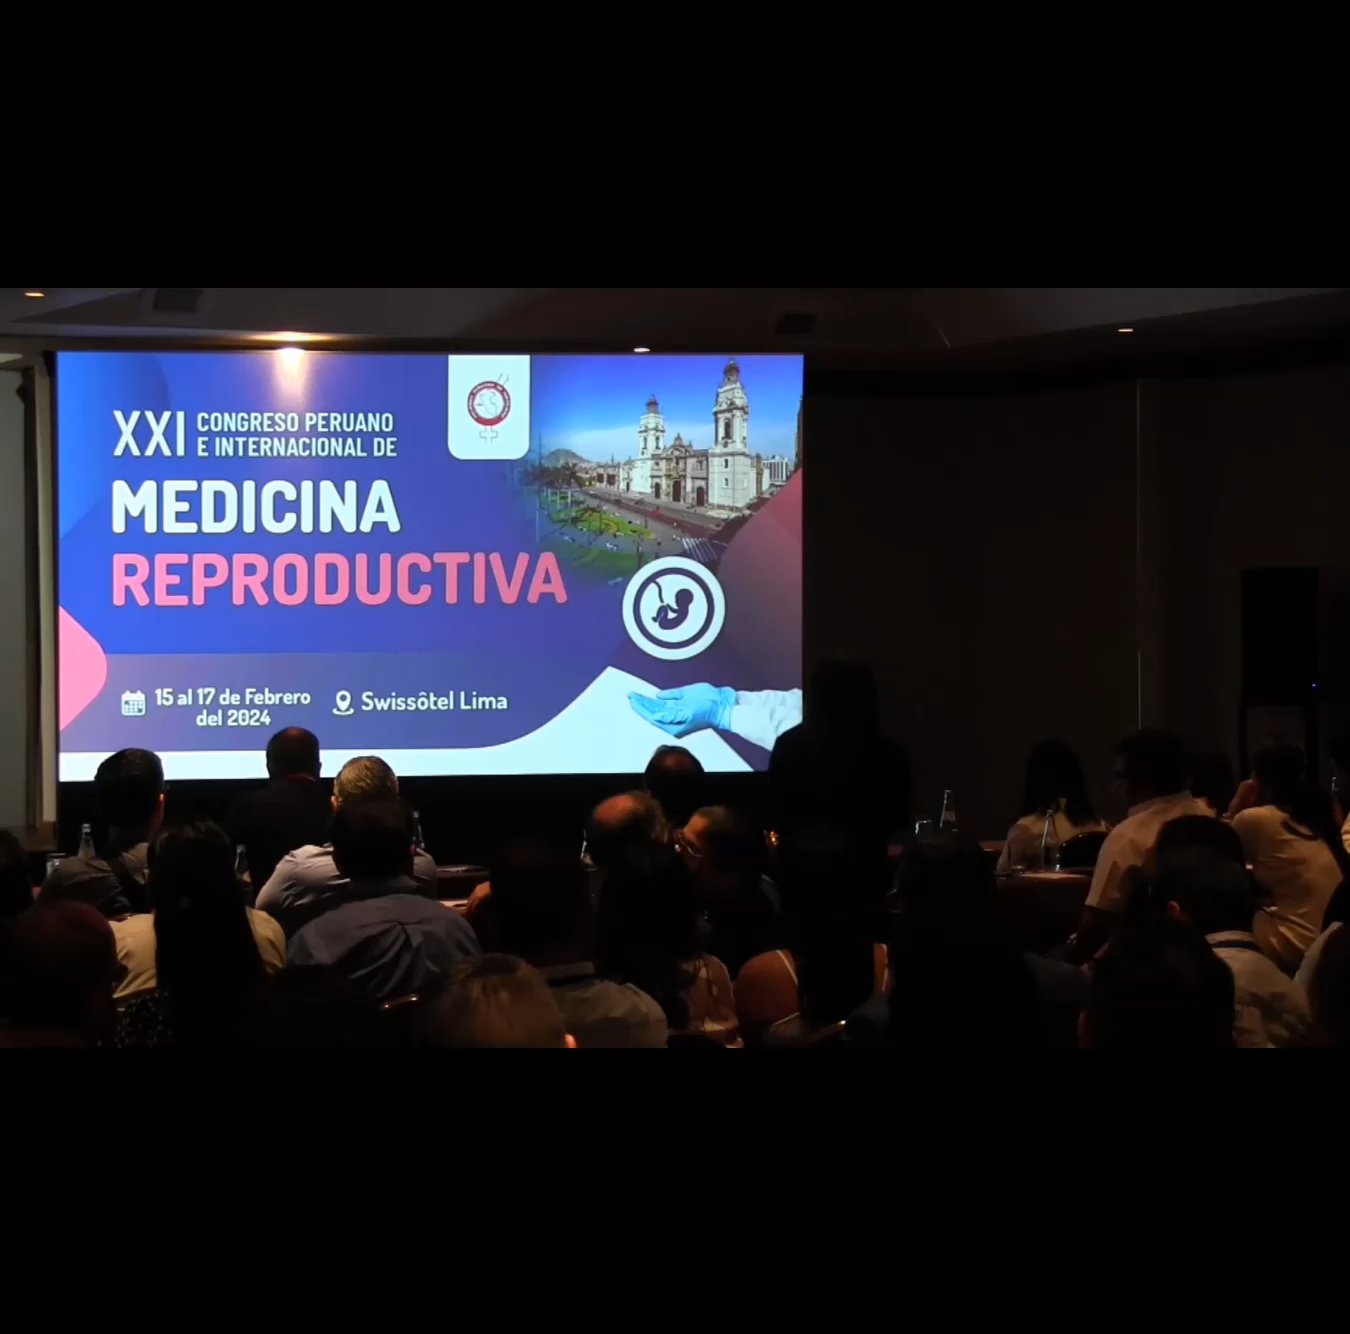 XXI CONGRESO PERUANO
E INTERNACIONAL DE
MEDICINA
REPRODUCTIVA
15 al 17 de Febrero
del 2024
Swissôtel Lima